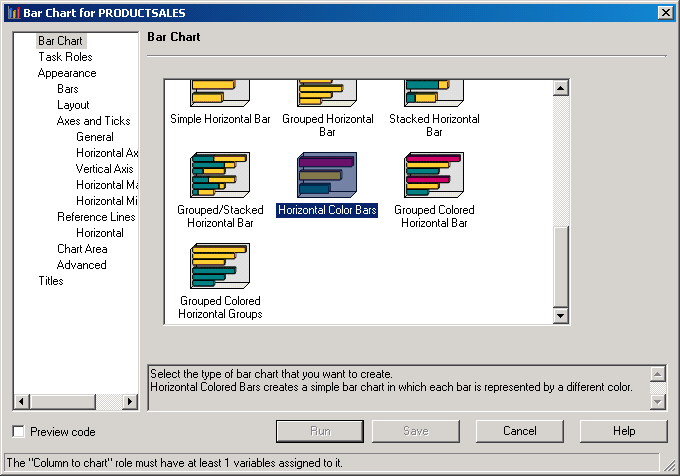 Bar Chart for PRODUCTSALES
Bar Chart
Task Roles
Appearance
Bars
Layout
Axes and Ticks
General
Horizontal Ax
Vertical Axis
Horizontal Ma
Horizontal Mi
Reference Lines
Horizontal
Chart Area
Advanced
Titles
Bar Chart
Simple Horizontal Bar
Grouped Horizontal
Bar
Stacked Horizontal
Bar
Grouped/Stacked
Horizontal Bar
Horizontal Color Bars
Grouped Colored
Horizontal Bar
Grouped Colored
Horizontal Groups
Select the type of bar chart that you want to create.
Horizontal Colored Bars creates a simple bar chart in which each bar is represented by a different color.
Preview code
Run
Save
Cancel
Help
The "Column to chart" role must have at least 1 variables assigned to it.